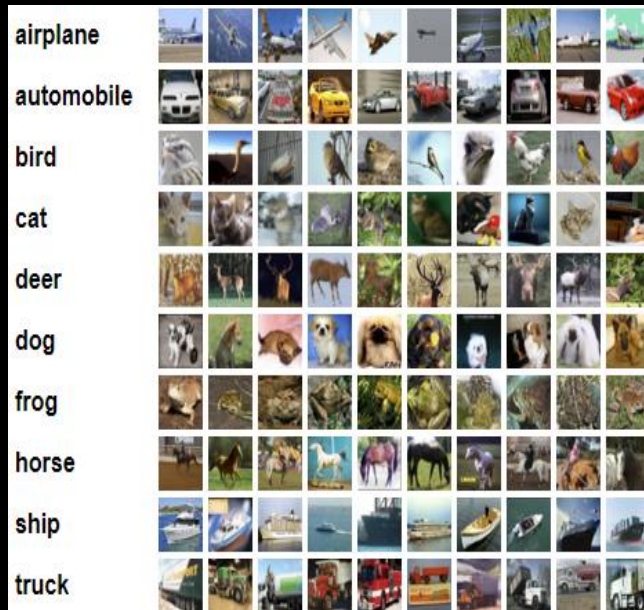 airplane
automobile
bird
cat
deer
dog
frog
horse
ship
truck